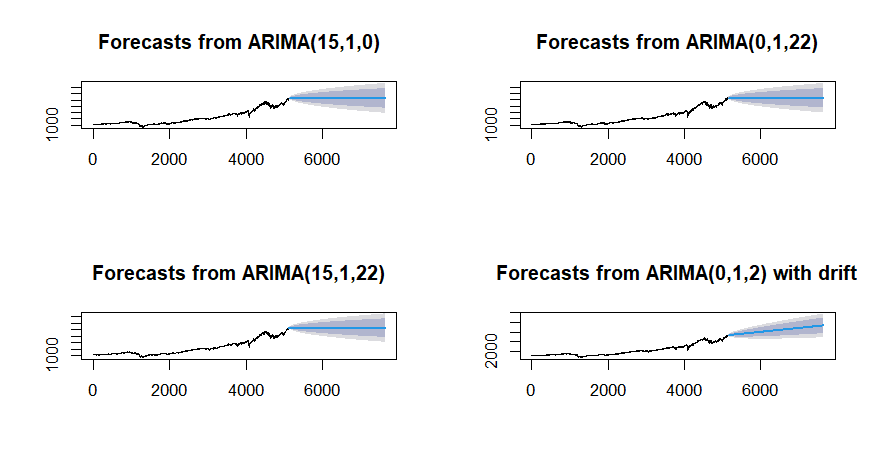 Forecasts from ARIMA(15,1,0)
1000
0 2000 4000 6000
Forecasts from ARIMA(0,1,22)
1000
0 2000 4000 6000
Forecasts from ARIMA(15,1,22)
1000
0 2000 4000 6000
Forecasts from ARIMA(0,1,2) with drift
2000
0 2000 4000 6000